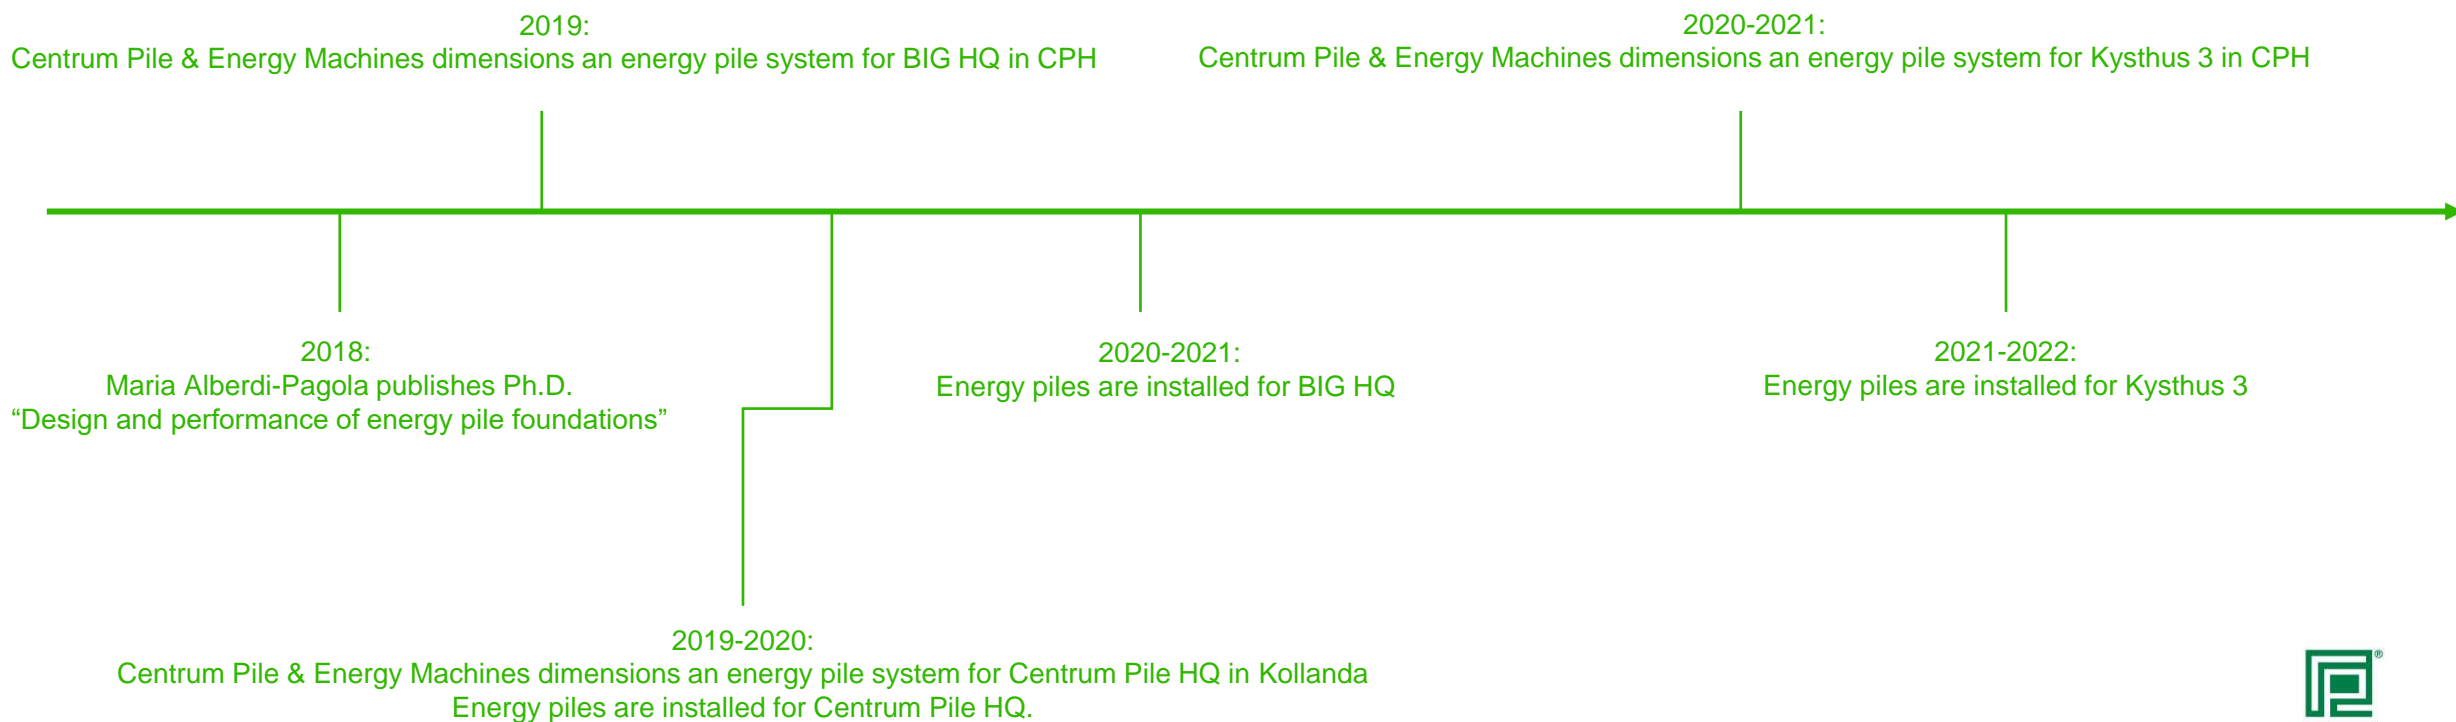 2019:
Centrum Pile & Energy Machines dimensions an energy pile system for BIG HQ in CPH
2020-2021:
Centrum Pile & Energy Machines dimensions an energy pile system for Kysthus 3 in CPH
2018:
Maria Alberdi-Pagola publishes Ph.D.
“Design and performance of energy pile foundations”
2020-2021:
Energy piles are installed for BIG HQ
2021-2022:
Energy piles are installed for Kysthus 3
2019-2020:
Centrum Pile & Energy Machines dimensions an energy pile system for Centrum Pile HQ in Kollanda
Energy piles are installed for Centrum Pile HQ.
®